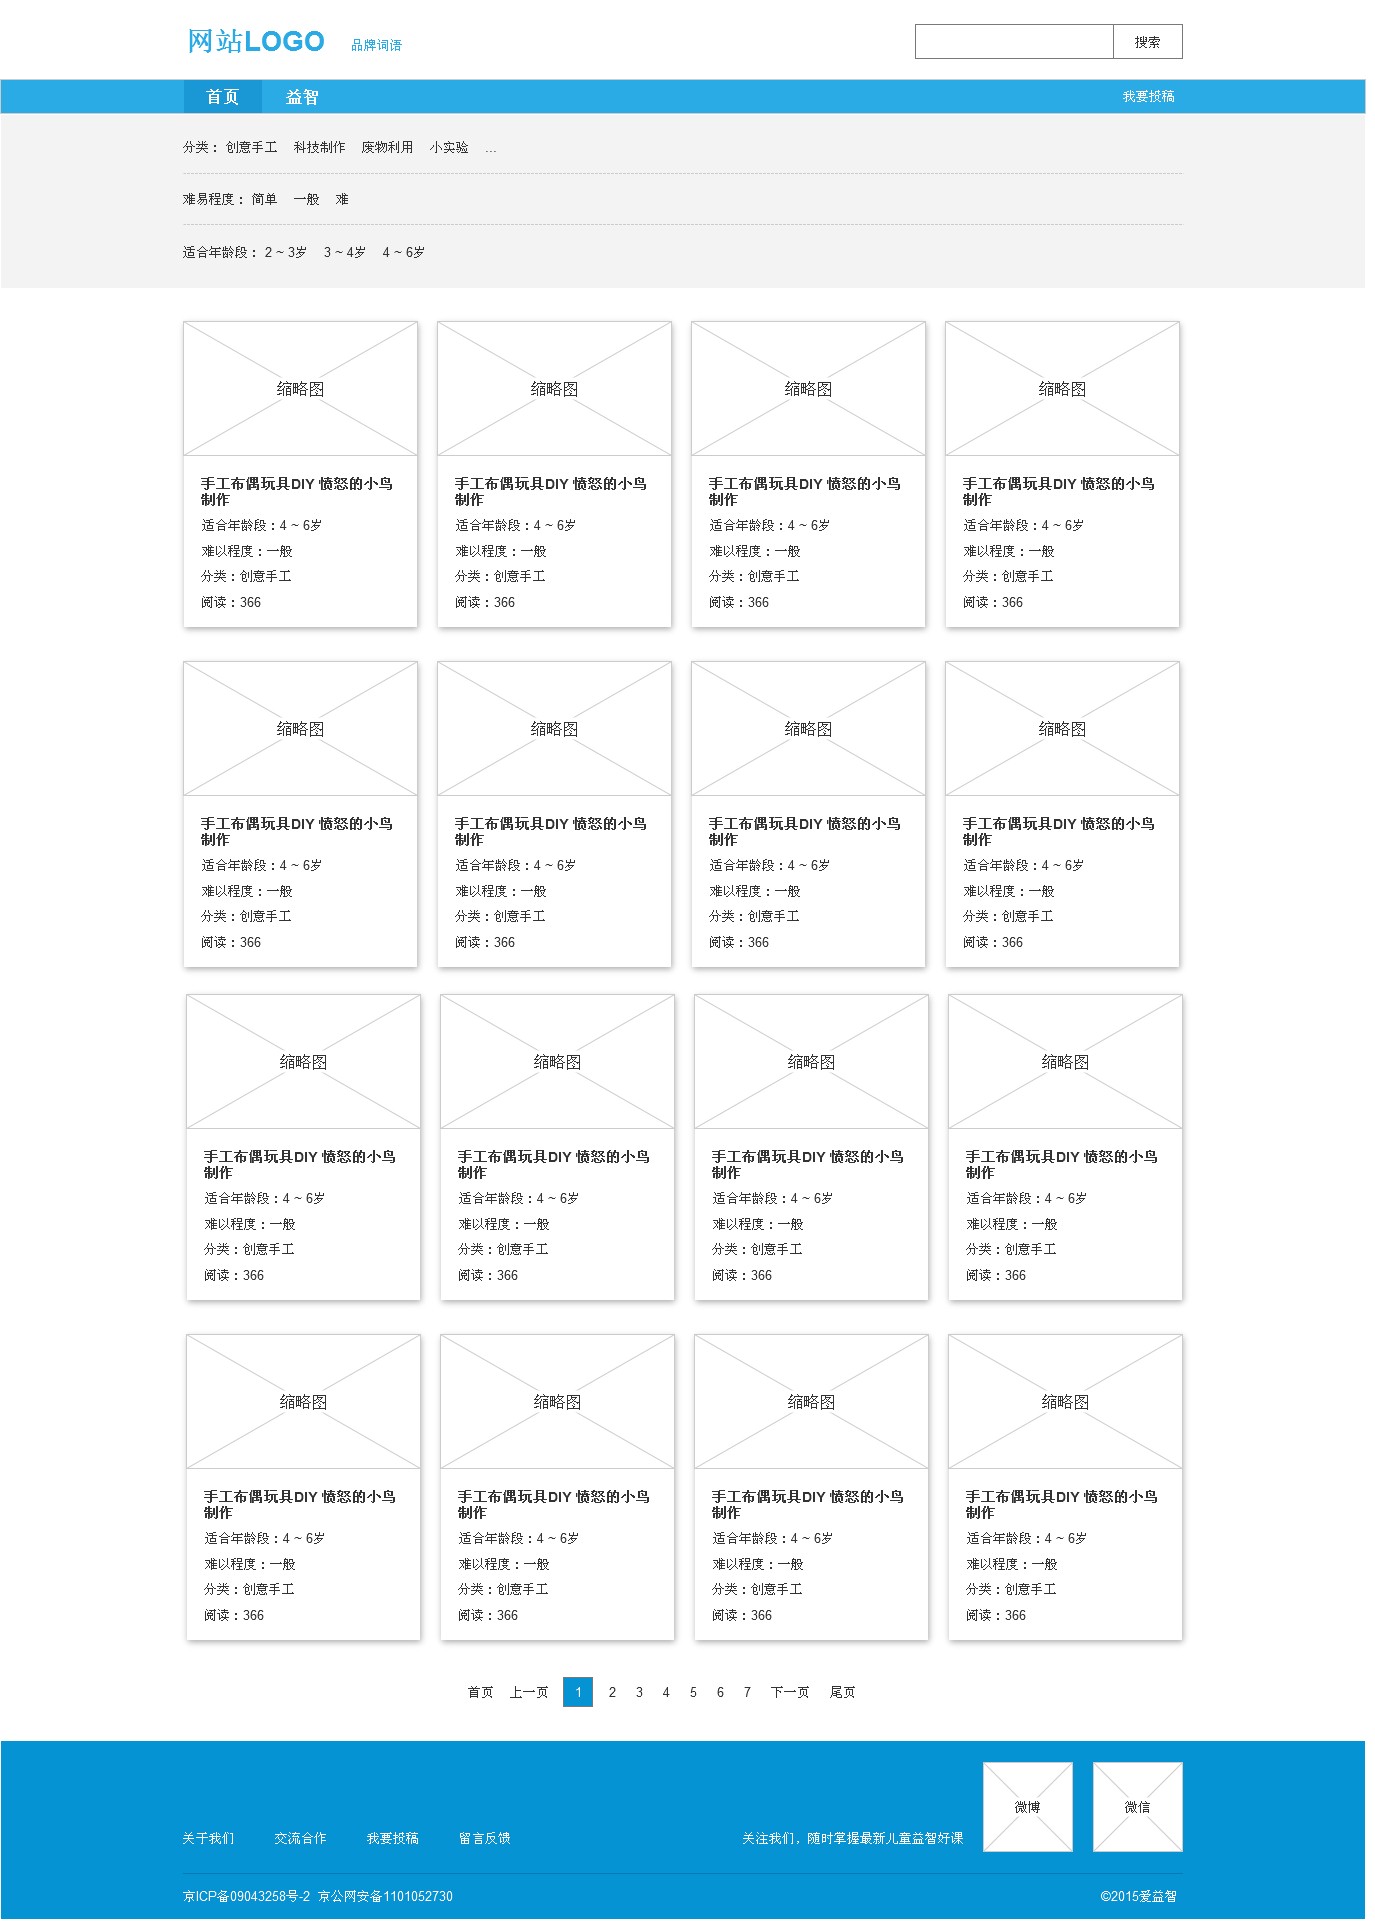 网站LOGO 品牌词语 搜索
首页 益智 我要投稿
分类： 创意手工 科技制作 废物利用 小实验 ...
难易程度： 简单 一般 难
适合年龄段： 2 ~ 3岁 3 ~ 4岁 4 ~ 6岁
缩略图 缩略图 缩略图 缩略图
手工布偶玩具DIY 愤怒的小鸟 手工布偶玩具DIY 愤怒的小鸟 手工布偶玩具DIY 愤怒的小鸟 手工布偶玩具DIY 愤怒的小鸟
制作 制作 制作 制作
适合年龄段：4 ~ 6岁 适合年龄段：4 ~ 6岁 适合年龄段：4 ~ 6岁 适合年龄段：4 ~ 6岁
难以程度：一般 难以程度：一般 难以程度：一般 难以程度：一般
分类：创意手工 分类：创意手工 分类：创意手工 分类：创意手工
阅读：366 阅读：366 阅读：366 阅读：366
缩略图 缩略图 缩略图 缩略图
手工布偶玩具DIY 愤怒的小鸟 手工布偶玩具DIY 愤怒的小鸟 手工布偶玩具DIY 愤怒的小鸟 手工布偶玩具DIY 愤怒的小鸟
制作 制作 制作 制作
适合年龄段：4 ~ 6岁 适合年龄段：4 ~ 6岁 适合年龄段：4 ~ 6岁 适合年龄段：4 ~ 6岁
难以程度：一般 难以程度：一般 难以程度：一般 难以程度：一般
分类：创意手工 分类：创意手工 分类：创意手工 分类：创意手工
阅读：366 阅读：366 阅读：366 阅读：366
缩略图 缩略图 缩略图 缩略图
手工布偶玩具DIY 愤怒的小鸟 手工布偶玩具DIY 愤怒的小鸟 手工布偶玩具DIY 愤怒的小鸟 手工布偶玩具DIY 愤怒的小鸟
制作 制作 制作 制作
适合年龄段：4 ~ 6岁 适合年龄段：4 ~ 6岁 适合年龄段：4 ~ 6岁 适合年龄段：4 ~ 6岁
难以程度：一般 难以程度：一般 难以程度：一般 难以程度：一般
分类：创意手工 分类：创意手工 分类：创意手工 分类：创意手工
阅读：366 阅读：366 阅读：366 阅读：366
缩略图 缩略图 缩略图 缩略图
手工布偶玩具DIY 愤怒的小鸟 手工布偶玩具DIY 愤怒的小鸟 手工布偶玩具DIY 愤怒的小鸟 手工布偶玩具DIY 愤怒的小鸟
制作 制作 制作 制作
适合年龄段：4 ~ 6岁 适合年龄段：4 ~ 6岁 适合年龄段：4 ~ 6岁 适合年龄段：4 ~ 6岁
难以程度：一般 难以程度：一般 难以程度：一般 难以程度：一般
分类：创意手工 分类：创意手工 分类：创意手工 分类：创意手工
阅读：366 阅读：366 阅读：366 阅读：366
首页 上一页 1 2 3 4 5 6 7 下一页 尾页
微博 微信
关于我们 交流合作 我要投稿 留言反馈 关注我们，随时掌握最新儿童益智好课
京ICP备09043258号-2 京公网安备1101052730 ©2015爱益智